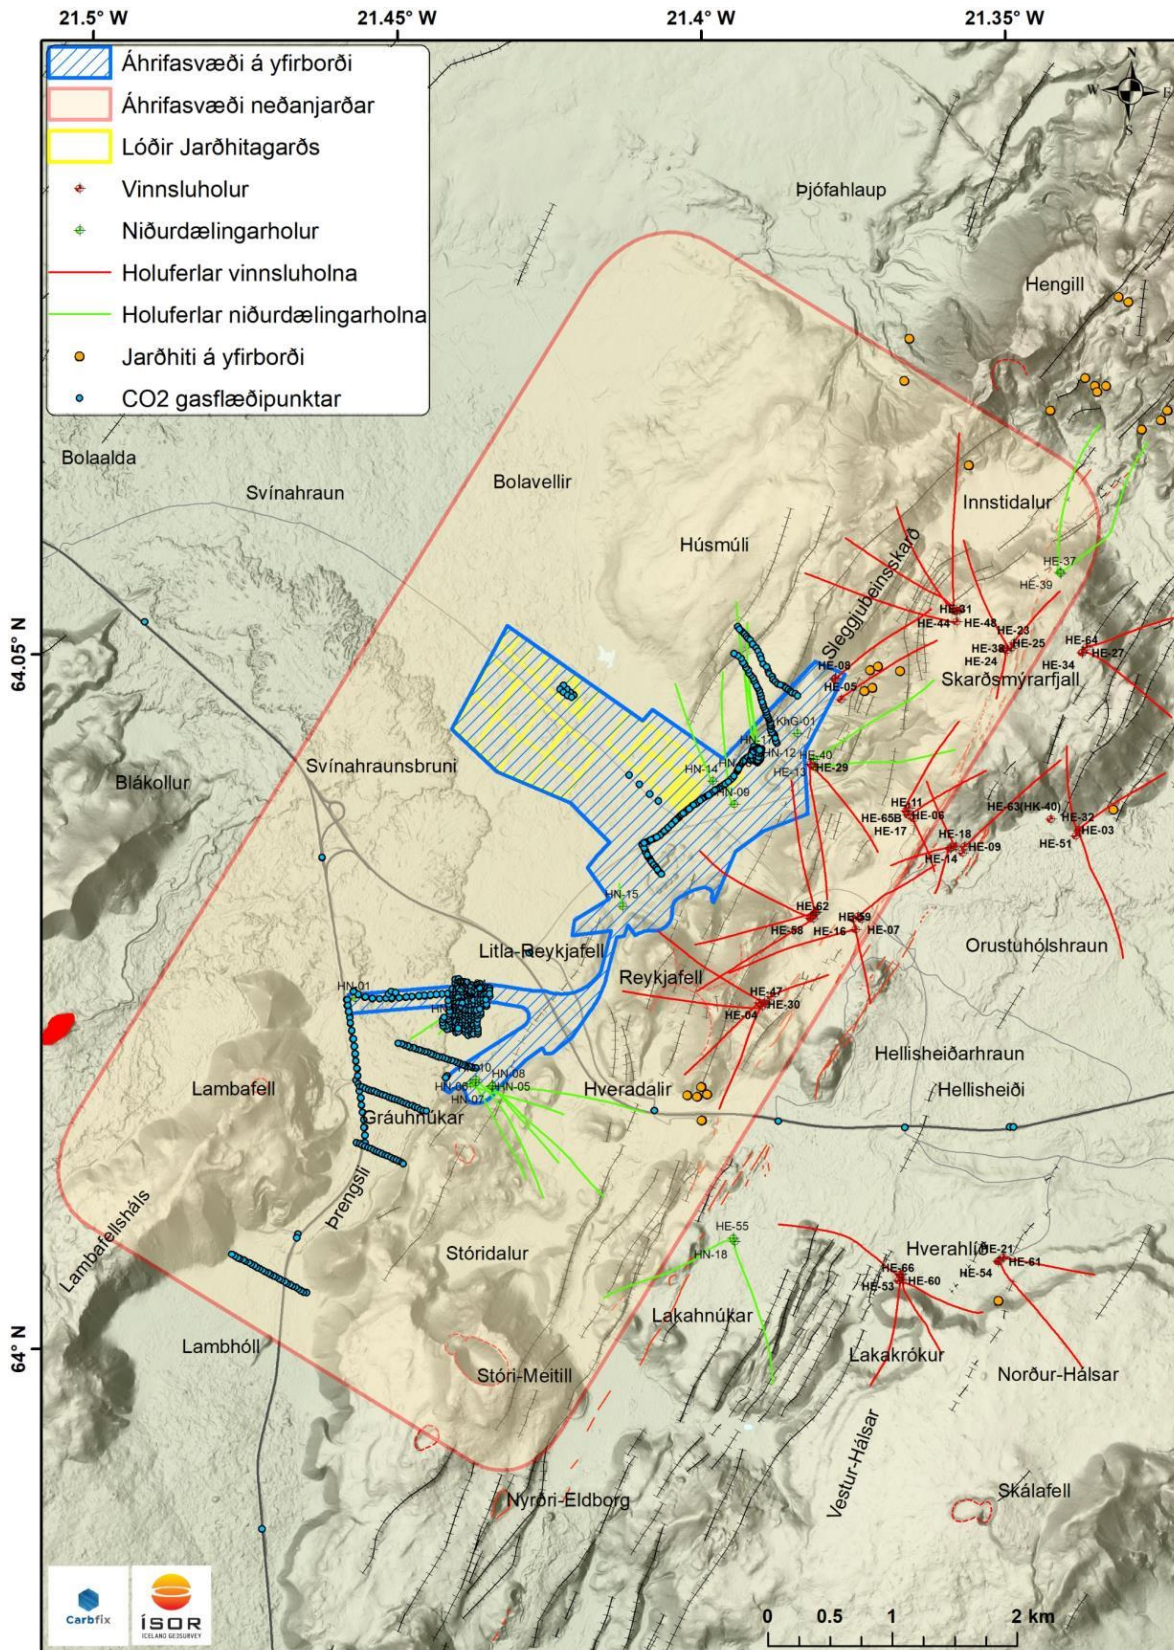 21.5° W
21.45° W
21.4° W
21.35° W
Áhrifasvæði á yfirborði
Áhrifasvæði neðanjarðar
Lóðir Jarðhitagarðs
Vinnsluholur
Niðurdælingarholur
Holuferlar vinnsluholna
Holuferlar niðurdælingarholna
Jarðhiti á yfirborði
CO2 gasflæðipunktar
N
W
E
S
Þjófahlaup
Hengill
Bolaalda
Svínahraun
Bolavellir
Innstidalur
Húsmúli
Sleggjubeinsskarð
HE-37
HE-39
HE-31
HE-44
HE-48
HE-23
HE-25
HE-38
HE-24
HE-64
HE-27
HE-34
64.05° N
HE-08
HE-05
Skarðsmýrarfjall
KhG-01
HN-17
HN-12
HE-40
HE-13
HE-29
HN-14
HN-09
Svínahraunsbruni
Blákollur
HE-11
HE-65B
HE-06
HE-17
HE-63(HK-40)
HE-32
HE-03
HE-51
HE-18
HE-14
HE-09
HN-15
HE-62
HE-58
HE-59
HE-16
HE-07
Litla-Reykjafell
Reykjafell
Orustuhólshraun
HN-01
HE-47
HE-04
HE-30
Hellisheiðarhraun
Lambafell
HN-08
HN-06
HN-05
HN-07
Hveradalir
Hellisheiði
Gráuhnúkar
Þrengsli
Lambafellsháls
Stóridalur
HE-55
HN-18
Hverahlíð
HE-21
HE-61
HE-54
HE-66
HE-53
HE-60
Lakahnúkar
64° N
Lambhóll
Lakakrókur
Stóri-Meitill
Norður-Hálsar
Vestur-Hálsar
Nyrðri-Eldborg
Skálafell
Carbfix
ÍSOR
ICELAND GEOSURVEY
0 0.5 1 2 km